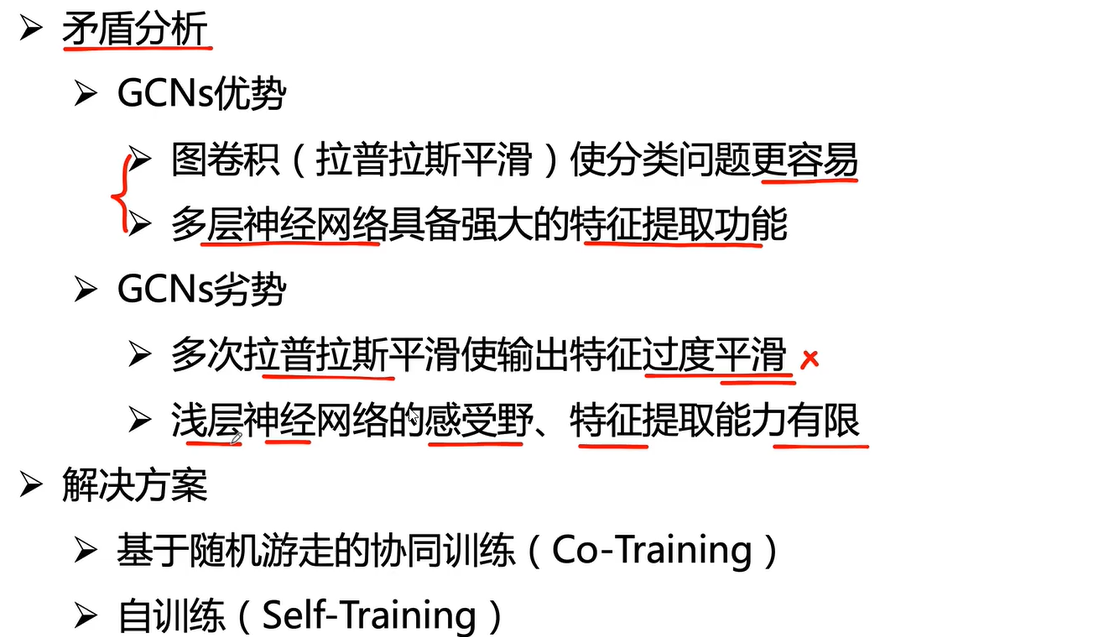 矛盾分析
GCNs优势
图卷积（拉普拉斯平滑）使分类问题更容易
多层神经网络具备强大的特征提取功能
GCNs劣势
多次拉普拉斯平滑使输出特征过度平滑
浅层神经网络的感受野、特征提取能力有限
解决方案
基于随机游走的协同训练（Co-Training）
自训练（Self-Training）